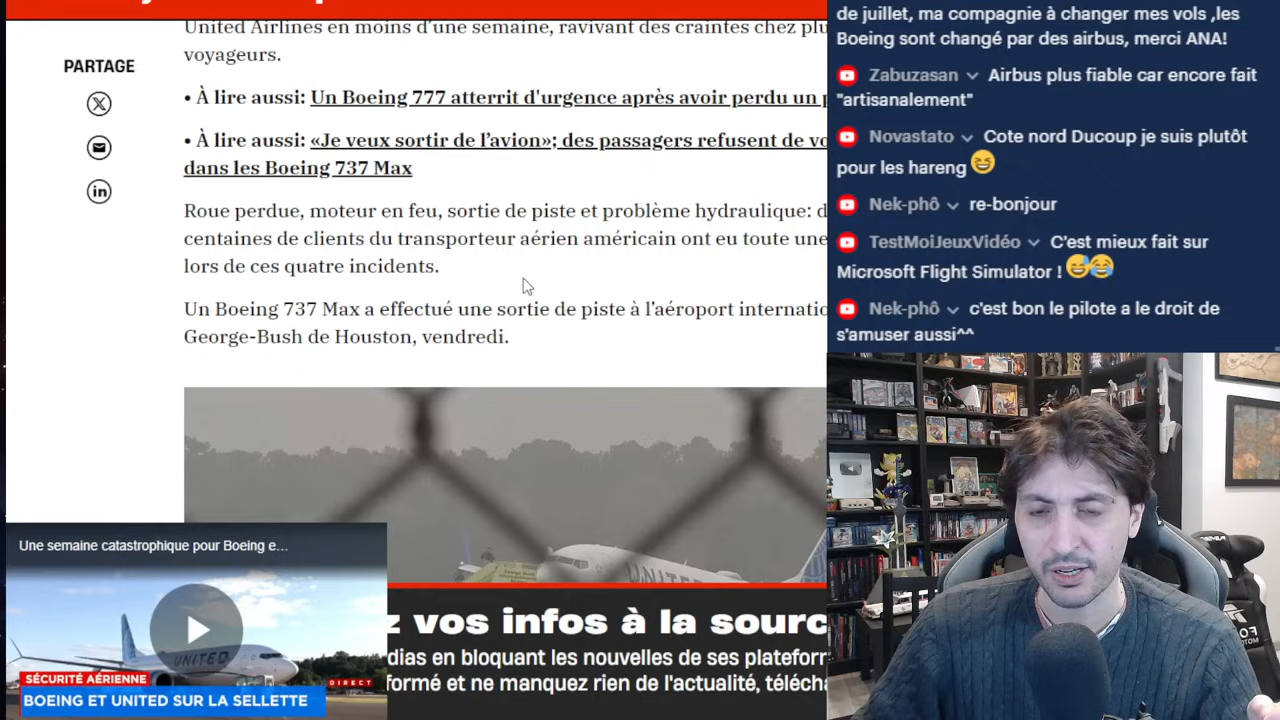 United Airlines en moins d'une semaine, ravivant des craintes chez
voyageurs.
PARTAGE
• À lire aussi: Un Boeing 777 atterrit d'urgence après avoir perdu un
• À lire aussi: «Je veux sortir de l'avion»; des passagers refusent de
dans les Boeing 737 Max
Roue perdue, moteur en feu, sortie de piste et problème hydraulique:
centaines de clients du transporteur aérien américain ont eu toute une
lors de ces quatre incidents.
Un Boeing 737 Max a effectué une sortie de piste à l'aéroport
George-Bush de Houston, vendredi.
UNITED
Une semaine catastrophique pour Boeing e...
UNITED
SÉCURITÉ AÉRIENNE
DIRECT
BOEING ET UNITED SUR LA SELLETTE
z vos infos à la sourc
dias en bloquant les nouvelles de ses plateform
formé et ne manquez rien de l'actualité, télécha
de juillet, ma compagnie à changer mes vols ,les
Boeing sont changé par des airbus, merci ANA!
Zabuzasan Airbus plus fiable car encore fait
"artisanalement"
Novastato Cote nord Ducoup je suis plutôt
pour les hareng
Nek-phô re-bonjour
TestMoiJeuxVidéo C'est mieux fait sur
Microsoft Flight Simulator !
Nek-phô c'est bon le pilote a le droit de
s'amuser aussi^^